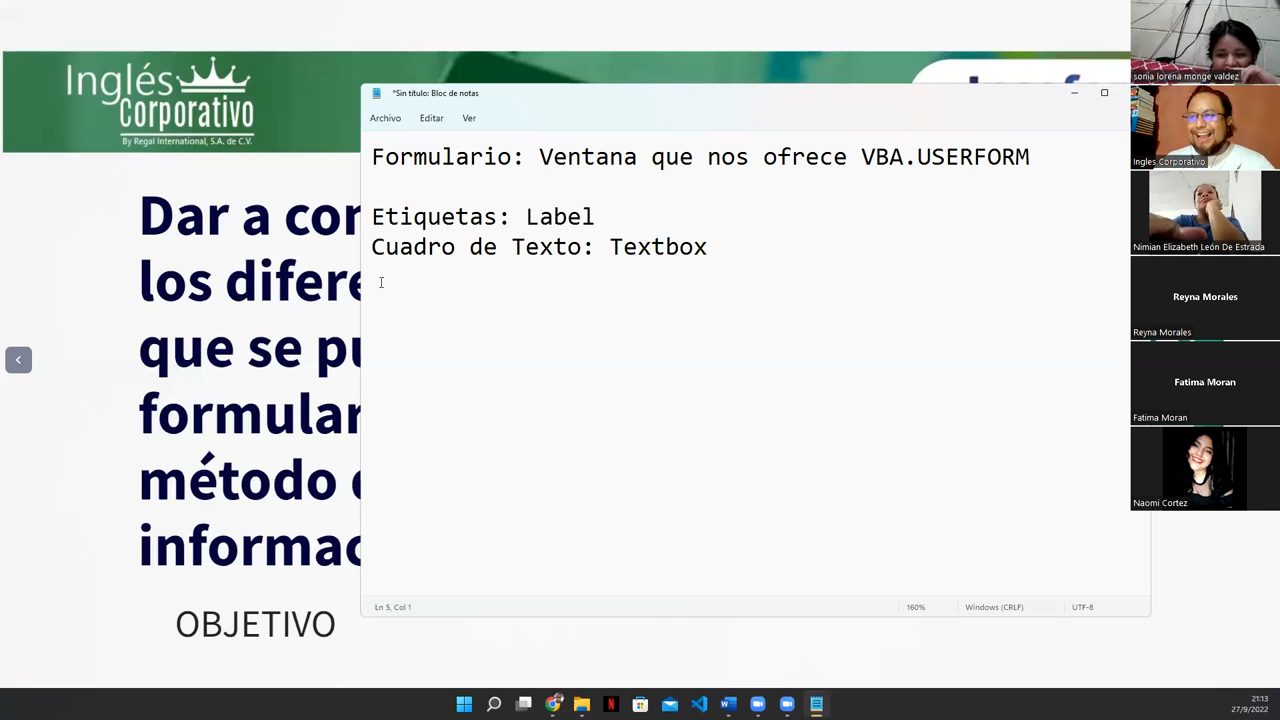 Inglés
Corporativo
By Regal International, S.A. de C.V.
Dar a con
los difere
que se pu
formular
método d
informac
OBJETIVO
*Sin título: Bloc de notas
Archivo Editar Ver
Formulario: Ventana que nos ofrece VBA.USERFORM
Etiquetas: Label
Cuadro de Texto: Textbox
Ln 5, Col 1
160%
Windows (CRLF)
UTF-8
sonia lorena monge valdez
Ingles Corporativo
Nimian Elizabeth León De Estrada
Reyna Morales
Reyna Morales
Fatima Moran
Fatima Moran
Naomi Cortez
21:13
27/9/2022